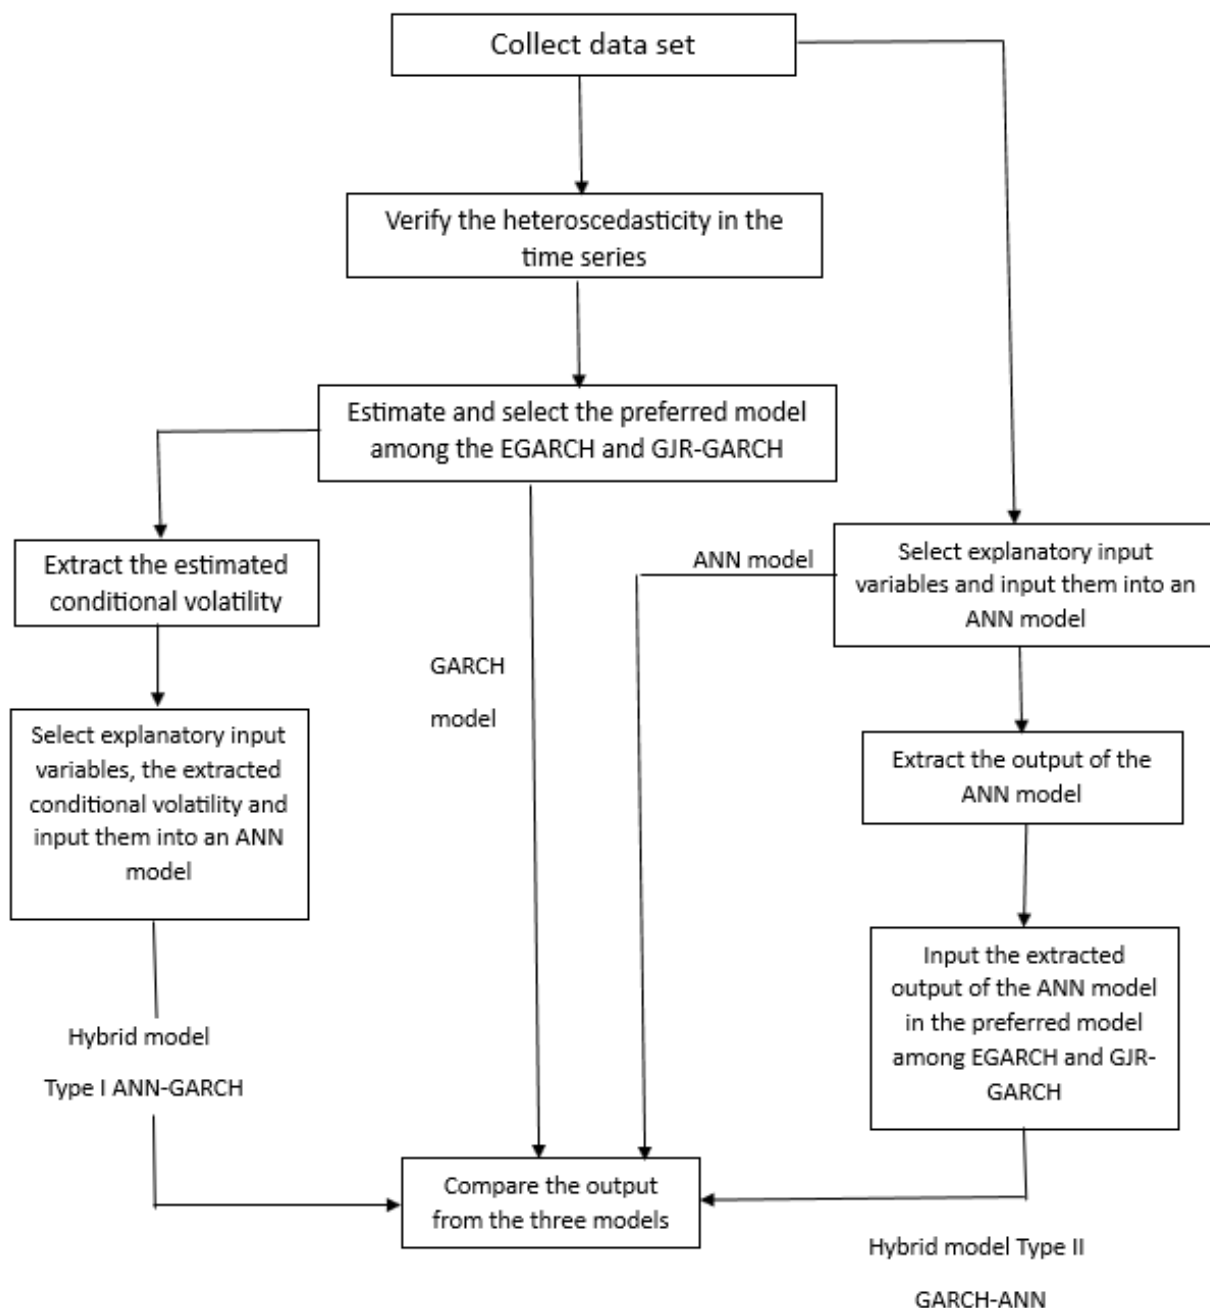 Collect data set
Verify the heteroscedasticity in the
time series
Estimate and select the preferred model
among the EGARCH and GJR-GARCH
Extract the estimated
conditional volatility
ANN model
Select explanatory input
variables and input them into an
ANN model
GARCH
model
Select explanatory input
variables, the extracted
conditional volatility and
input them into an ANN
model
Extract the output of the
ANN model
Input the extracted
output of the ANN model
in the preferred model
among EGARCH and GJR-
GARCH
Hybrid model
Type I ANN-GARCH
Compare the output
from the three models
Hybrid model Type II
GARCH-ANN